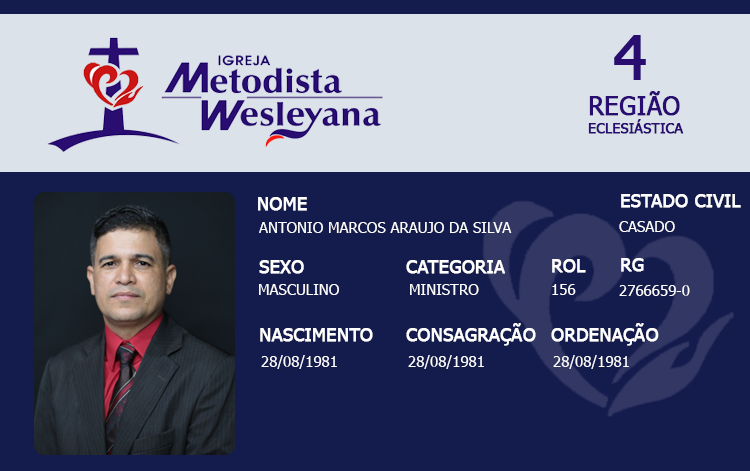 IGREJA
Metodista
Wesleyana
4
REGIÃO
ECLESIÁSTICA
NOME
ANTONIO MARCOS ARAUJO DA SILVA
ESTADO CIVIL
CASADO
SEXO CATEGORIA ROL RG
MASCULINO MINISTRO 156 2766659-0
NASCIMENTO CONSAGRAÇÃO ORDENAÇÃO
28/08/1981 28/08/1981 28/08/1981